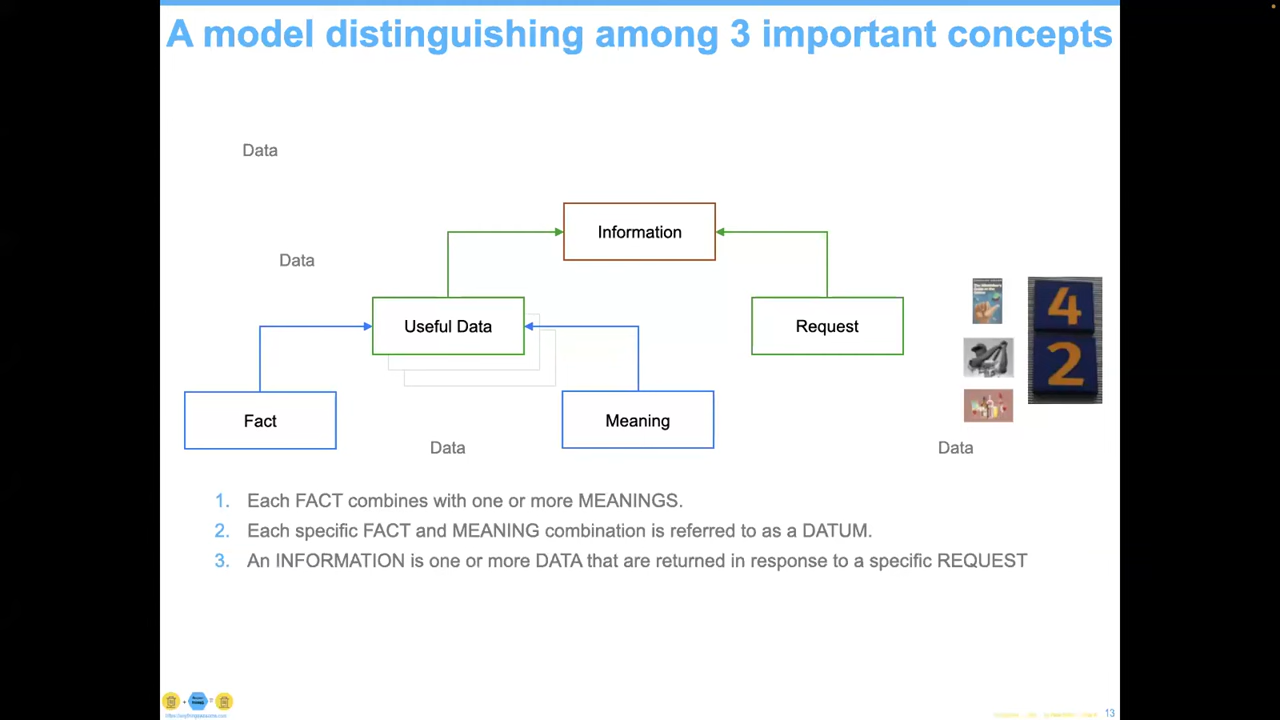 A model distinguishing among 3 important concepts
Data
Information
Data
Useful Data
Request
4
2
Fact
Meaning
Data
Data
1. Each FACT combines with one or more MEANINGS.
2. Each specific FACT and MEANING combination is referred to as a DATUM.
3. An INFORMATION is one or more DATA that are returned in response to a specific REQUEST
13